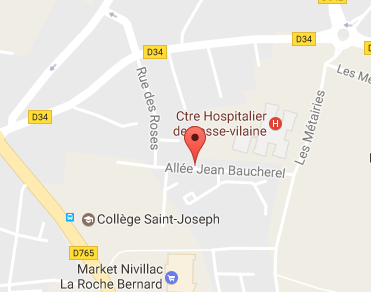 D34
D34
Rue des Roses
Les Mé
D34
Ctre Hospitalier
de basse-vilaine
H
Les Métairies
Allée Jean Baucherel
Collège Saint-Joseph
D765
Market Nivillac
La Roche Bernard